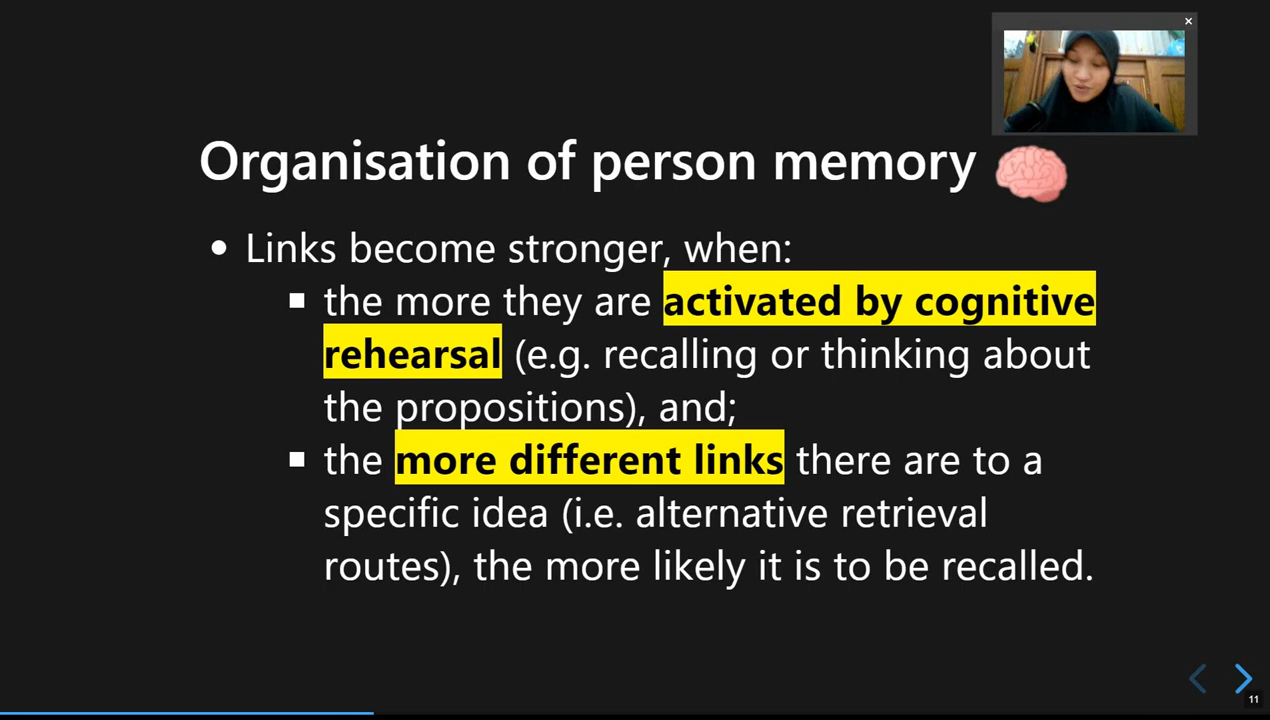 Organisation of person memory
Links become stronger, when:
the more they are activated by cognitive
rehearsal (e.g. recalling or thinking about
the propositions), and;
the more different links there are to a
specific idea (i.e. alternative retrieval
routes), the more likely it is to be recalled.
11